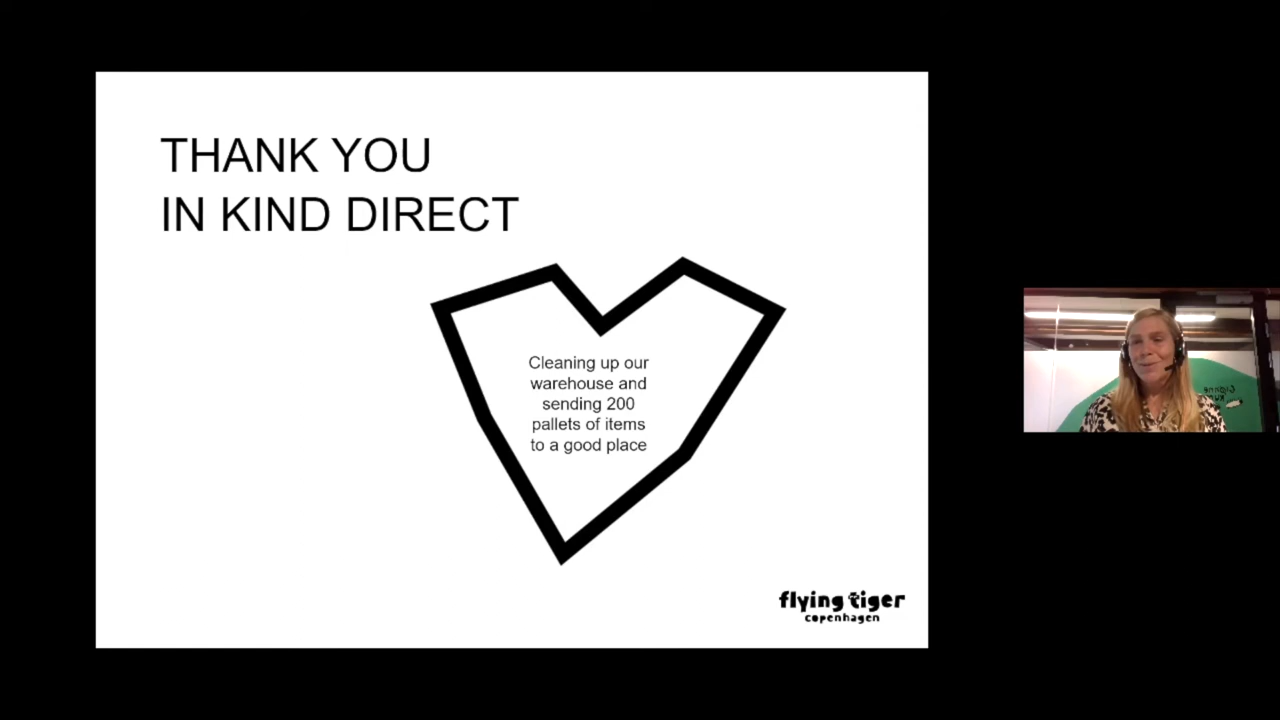 THANK YOU
IN KIND DIRECT
Cleaning up our
warehouse and
sending 200
pallets of items
to a good place
flying tiger
copenhagen